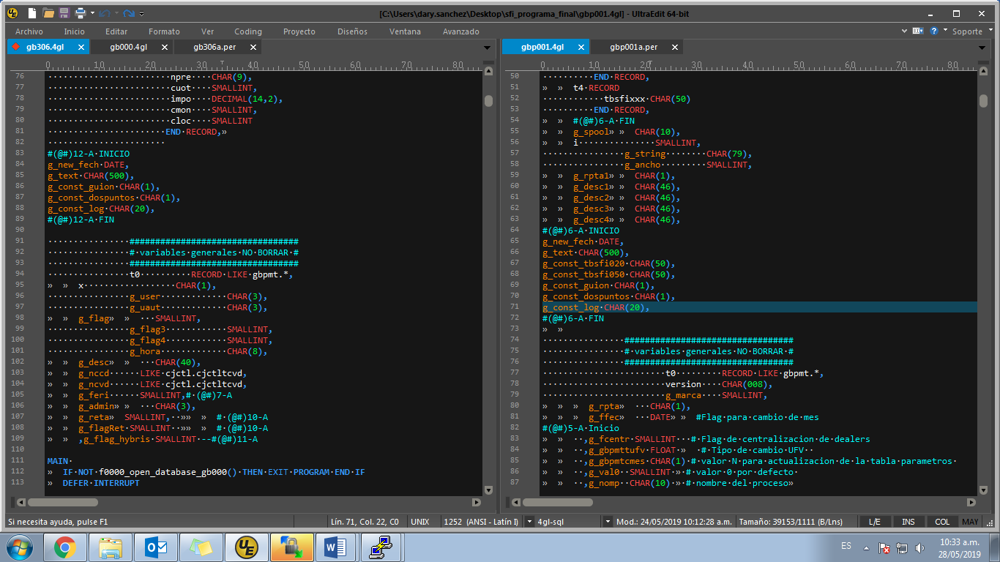 [C:\Users\dary.sanchez\Desktop\sfi_programa_final\gbp001.4gl] - UltraEdit 64-bit
Archivo Inicio Editar Formato Ver Coding Proyecto Diseños Ventana Avanzado Soporte
gb306.4gl gb000.4gl gb306a.per
0 10 20 30 40 50 60 70 80
76 npre CHAR(9),
77 cuot SMALLINT,
78 impo DECIMAL(14,2),
79 cmon SMALLINT,
80 cloc SMALLINT
81 END RECORD,»
82
83 #(@#)12-A INICIO
84 g_new_fech DATE,
85 g_text CHAR(500),
86 g_const_guion CHAR(1),
87 g_const_dospuntos CHAR(1),
88 g_const_log CHAR(20),
89 #(@#)12-A FIN
90
91 #################################
92 # variables generales NO BORRAR #
93 #################################
94 t0 RECORD LIKE gbpmt.*,
95 » » x CHAR(1),
96 g_user CHAR(3),
97 g_uaut CHAR(3),
98 » » g_flag» » SMALLINT,
99 g_flag3 SMALLINT,
100 g_flag4 SMALLINT,
101 g_hora CHAR(8),
102 » » g_desc» » CHAR(40),
103 » » g_nccd LIKE cjctl.cjctltcvd,
104 » » g_ncvd LIKE cjctl.cjctltcvd,
105 » » g_feri SMALLINT,# (@#)7-A
106 » » g_admin» » CHAR(3),
107 » » g_reta» SMALLINT, »» » # (@#)10-A
108 » » g_flagRet SMALLINT »» » # (@#)10-A
109 » » ,g_flag_hybris SMALLINT --#(@#)11-A
110
111 MAIN
112 » IF NOT f0000_open_database_gb000() THEN EXIT PROGRAM END IF
113 » DEFER INTERRUPT
gbp001.4gl gbp001a.per
0 10 20 30 40 50 60 70 80
50 END RECORD,
51 » » t4 RECORD
52 tbsfixxx CHAR(50)
53 END RECORD,
54 » » #(@#)6-A FIN
55 » » g_spool» » CHAR(10),
56 » » i SMALLINT,
57 g_string CHAR(79),
58 g_ancho SMALLINT,
59 » » g_rpta1» » CHAR(1),
60 » » g_desc1» » CHAR(46),
61 » » g_desc2» » CHAR(46),
62 » » g_desc3» » CHAR(46),
63 » » g_desc4» » CHAR(46),
64 #(@#)6-A INICIO
65 g_new_fech DATE,
66 g_text CHAR(500),
67 g_const_tbsfi020 CHAR(50),
68 g_const_tbsfi050 CHAR(50),
69 g_const_guion CHAR(1),
70 g_const_dospuntos CHAR(1),
71 g_const_log CHAR(20),
72 #(@#)6-A FIN
73 » »
74 #################################
75 # variables generales NO BORRAR #
76 #################################
77 t0 RECORD LIKE gbpmt.*,
78 version CHAR(008),
79 g_marca SMALLINT,
80 » » » g_rpta» CHAR(1),
81 » » » g_ffec» DATE» » #Flag para cambio de mes
82 #(@#)5-A Inicio
83 » » ,g_fcentr SMALLINT # Flag de centralizacion de dealers
84 » » ,g_gbpmttufv FLOAT » # Tipo de cambio UFV
85 » » ,g_gbpmtcmes CHAR(1) # valor N para actualizacion de la tabla parametros
86 » » ,g_val0 SMALLINT » # valor 0 por defecto
87 » » ,g_nomp CHAR(10) » # nombre del proceso»
Si necesita ayuda, pulse F1 Lín. 71, Col. 22, C0 UNIX 1252 (ANSI - Latín I) 4gl-sql Mod.: 24/05/2019 10:12:28 a.m. Tamaño: 39153/1111 (B/Lns) L/E INS COL MAY
ES 10:33 a.m.
28/05/2019